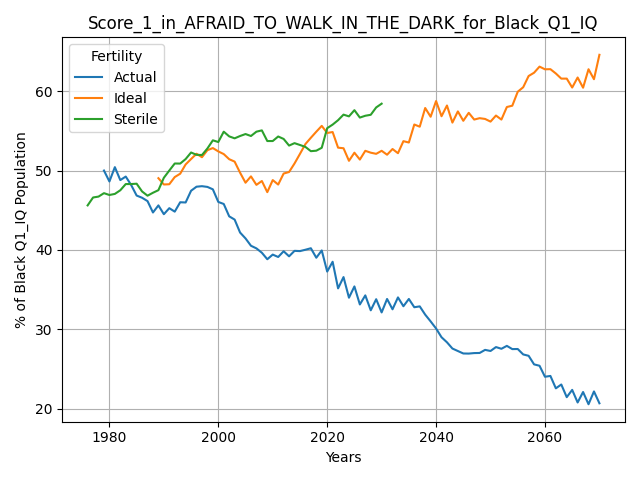 Score_1_in_AFRAID_TO_WALK_IN_THE_DARK_for_Black_Q1_IQ
Fertility
Actual
Ideal
Sterile
% of Black Q1_IQ Population
60
50
40
30
20
1980
2000
2020
2040
2060
Years